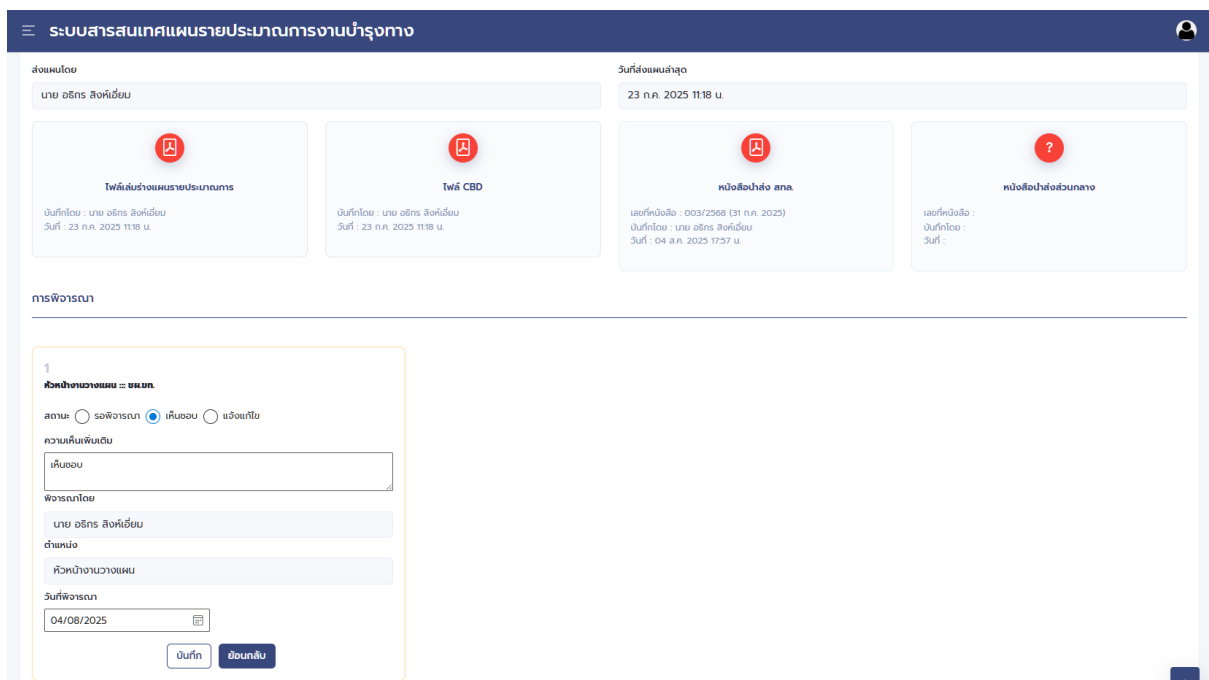 ระบบสารสนเทศแผนรายประมาณการงานบำรุงทาง
ส่งแผนโดย
วันที่ส่งแผนล่าสุด
นาย อธิกร สิงห์เอี่ยม
23 ก.ค. 2025 11:18 น.
ไฟล์เล่มร่างแผนรายประมาณการ
บันทึกโดย : นาย อธิกร สิงห์เอี่ยม
วันที่ : 23 ก.ค. 2025 11:18 น.
ไฟล์ CBD
บันทึกโดย : นาย อธิกร สิงห์เอี่ยม
วันที่ : 23 ก.ค. 2025 11:18 น.
หนังสือนำส่ง สทล.
เลขที่หนังสือ : 003/2568 (31 ก.ค. 2025)
บันทึกโดย : นาย อธิกร สิงห์เอี่ยม
วันที่ : 04 ส.ค. 2025 17:57 น.
?
หนังสือนำส่งส่วนกลาง
เลขที่หนังสือ :
บันทึกโดย :
วันที่ :
การพิจารณา
1
หัวหน้างานวางแผน ::: ชผ.ขท.
สถานะ รอพิจารณา เห็นชอบ แจ้งแก้ไข
ความเห็นเพิ่มเติม
เห็นชอบ
พิจารณาโดย
นาย อธิกร สิงห์เอี่ยม
ตำแหน่ง
หัวหน้างานวางแผน
วันที่พิจารณา
04/08/2025
บันทึก ย้อนกลับ